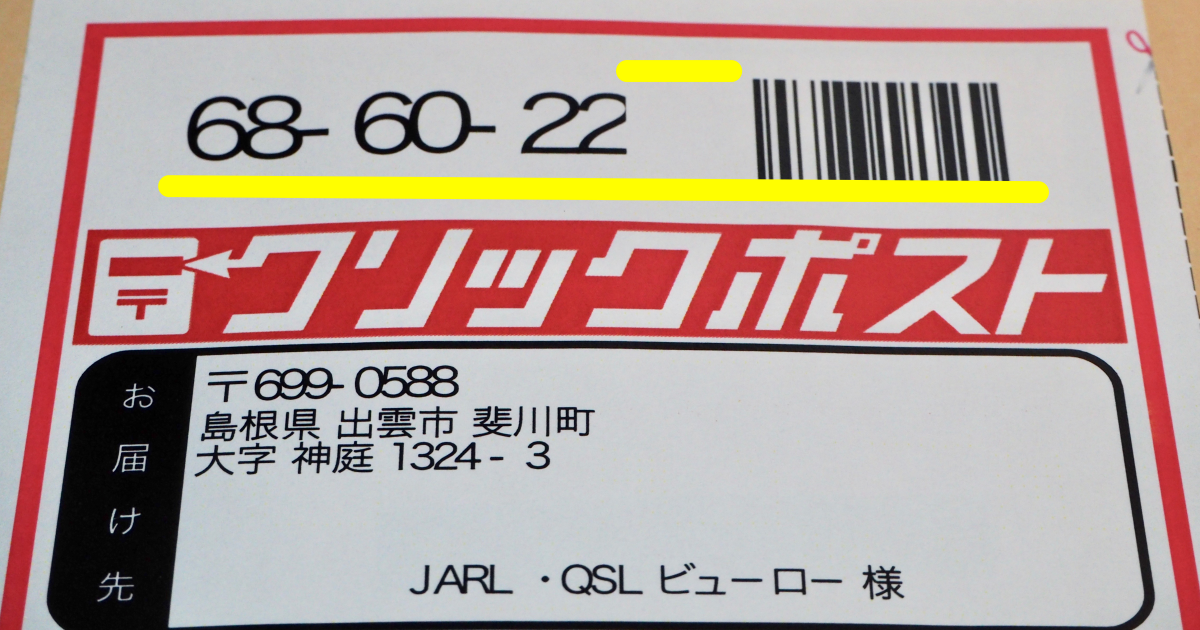 68-60-22
クリックポスト
〒
お届け先
〒699-0588
島根県 出雲市 斐川町
大字 神庭 1324-3
JARL ・QSL ビューロー 様